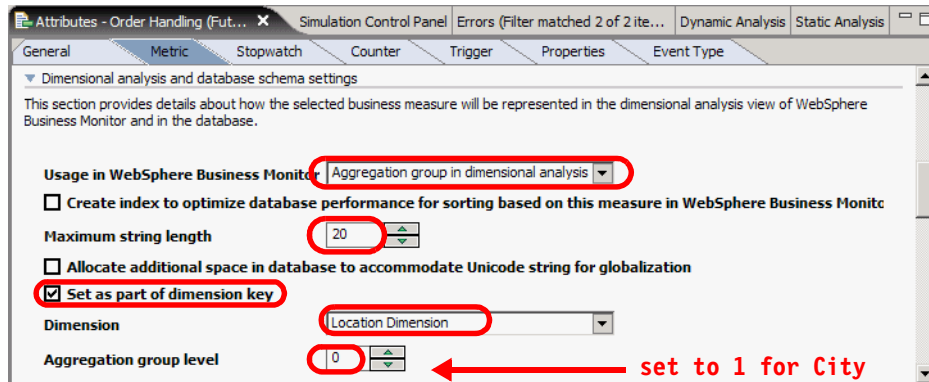 Attributes - Order Handling (Fut... Simulation Control Panel Errors (Filter matched 2 of 2 ite... Dynamic Analysis Static Analysis
General Metric Stopwatch Counter Trigger Properties Event Type
Dimensional analysis and database schema settings
This section provides details about how the selected business measure will be represented in the dimensional analysis view of WebSphere
Business Monitor and in the database.
Usage in WebSphere Business Monitor Aggregation group in dimensional analysis
Create index to optimize database performance for sorting based on this measure in WebSphere Business Monito
Maximum string length 20
Allocate additional space in database to accommodate Unicode string for globalization
Set as part of dimension key
Dimension Location Dimension
Aggregation group level 0
set to 1 for City